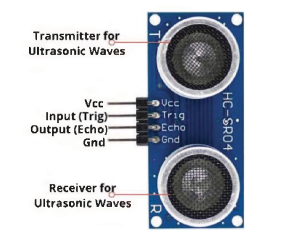 Transmitter for
Ultrasonic Waves
T
HC-SR04
Vcc
Input (Trig)
Output (Echo)
Gnd
Vcc
Trig
Echo
Gnd
Receiver for
Ultrasonic Waves
R